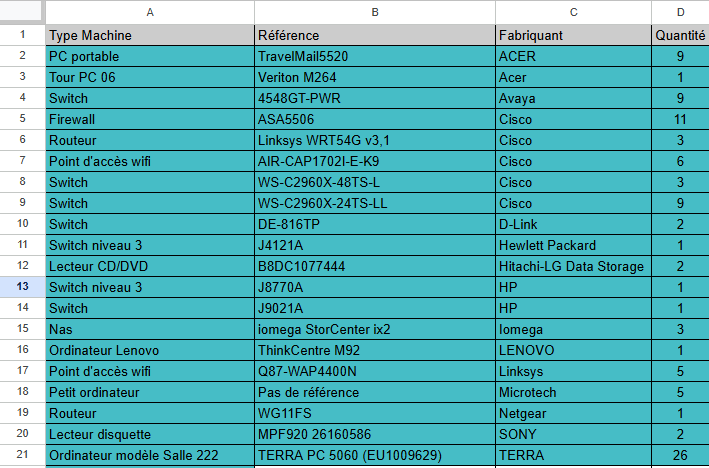 A B C D
1 Type Machine Référence Fabriquant Quantité
2 PC portable TravelMail5520 ACER 9
3 Tour PC 06 Veriton M264 Acer 1
4 Switch 4548GT-PWR Avaya 9
5 Firewall ASA5506 Cisco 11
6 Routeur Linksys WRT54G v3,1 Cisco 3
7 Point d'accès wifi AIR-CAP1702I-E-K9 Cisco 6
8 Switch WS-C2960X-48TS-L Cisco 3
9 Switch WS-C2960X-24TS-LL Cisco 9
10 Switch DE-816TP D-Link 2
11 Switch niveau 3 J4121A Hewlett Packard 1
12 Lecteur CD/DVD B8DC1077444 Hitachi-LG Data Storage 2
13 Switch niveau 3 J8770A HP 1
14 Switch J9021A HP 1
15 Nas iomega StorCenter ix2 Iomega 3
16 Ordinateur Lenovo ThinkCentre M92 LENOVO 1
17 Point d'accès wifi Q87-WAP4400N Linksys 5
18 Petit ordinateur Pas de référence Microtech 5
19 Routeur WG11FS Netgear 1
20 Lecteur disquette MPF920 26160586 SONY 2
21 Ordinateur modèle Salle 222 TERRA PC 5060 (EU1009629) TERRA 26